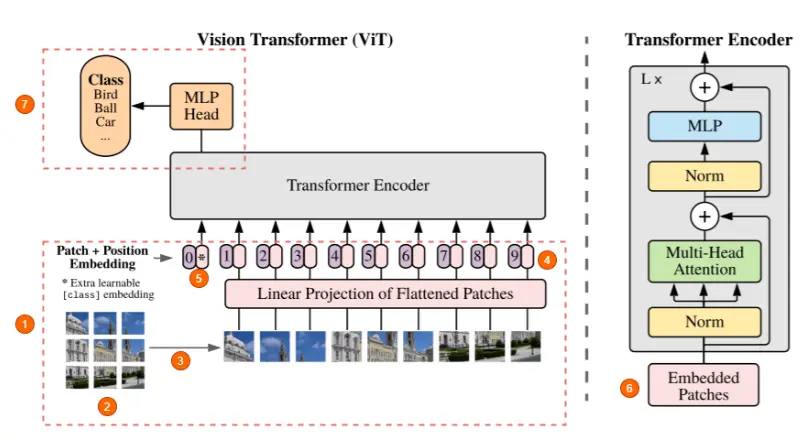 Vision Transformer (ViT)
Class
Bird
Ball
Car
...
MLP
Head
7
Transformer Encoder
Patch + Position
Embedding
0 *
1
2
3
4
5
6
7
8
9
4
5
* Extra learnable
[class] embedding
Linear Projection of Flattened Patches
1
3
2
Transformer Encoder
L x
+
MLP
Norm
+
Multi-Head
Attention
Norm
6
Embedded
Patches